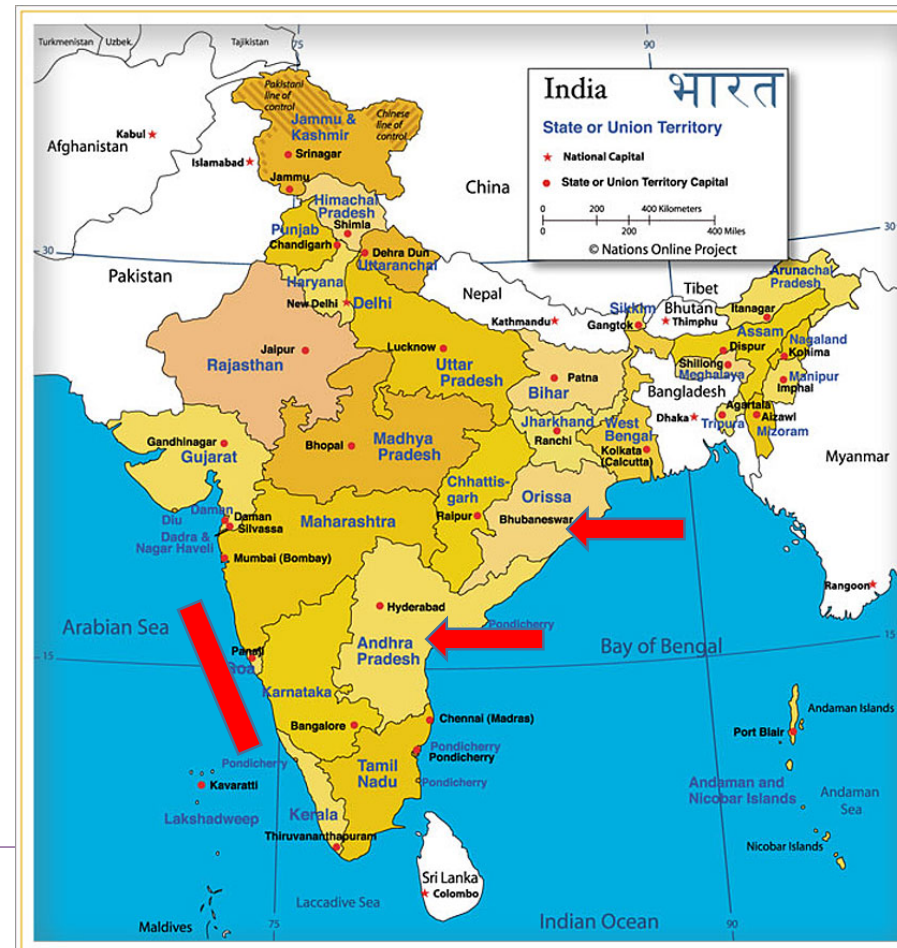 Turkmenistan
Uzbek.
Tajikistan
75
90
India भारत
State or Union Territory
National Capital
State or Union Territory Capital
0 200 400 Kilometers
0 200 400 Miles
© Nations Online Project
Pakistani
line of
control
Chinese
line of
control
Jammu &
Kashmir
Srinagar
Jammu
Afghanistan
Kabul
Islamabad
China
Himachal
Pradesh
Shimla
Punjab
Chandigarh
Dehra Dun
Uttaranchal
30
30
Pakistan
Haryana
New Delhi
Delhi
Nepal
Kathmandu
Tibet
Sikkim
Gangtok
Bhutan
Thimphu
Arunachal
Pradesh
Itanagar
Assam
Dispur
Nagaland
Kohima
Shillong
Meghalaya
Manipur
Imphal
Bangladesh
Dhaka
Agartala
Tripura
Aizawl
Mizoram
Myanmar
Rangoon
Jaipur
Rajasthan
Lucknow
Uttar
Pradesh
Patna
Bihar
Jharkhand
Ranchi
West
Bengal
Kolkata
(Calcutta)
Gandhinagar
Gujarat
Bhopal
Madhya
Pradesh
Chhattis-
garh
Raipur
Orissa
Bhubaneswar
Daman
Diu
Daman
Silvassa
Dadra &
Nagar Haveli
Maharashtra
Mumbai (Bombay)
Hyderabad
Andhra
Pradesh
Pondicherry
Arabian Sea
Bay of Bengal
15
15
Panaji
Goa
Karnataka
Bangalore
Chennai (Madras)
Pondicherry
Pondicherry
Pondicherry
Pondicherry
Tamil
Nadu
Kerala
Thiruvananthapuram
Kavaratti
Lakshadweep
Andaman Islands
Port Blair
Andaman and
Nicobar Islands
Andaman
Sea
Nicobar Islands
Sri Lanka
Colombo
Laccadive Sea
Maldives
75
Indian Ocean
90